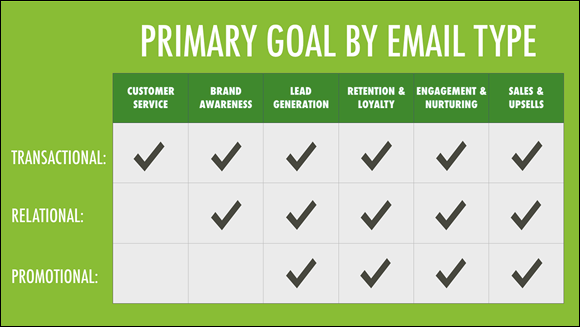 PRIMARY GOAL BY EMAIL TYPE
CUSTOMER SERVICE
BRAND AWARENESS
LEAD GENERATION
RETENTION & LOYALTY
ENGAGEMENT & NURTURING
SALES & UPSELLS
TRANSACTIONAL:
RELATIONAL:
PROMOTIONAL: